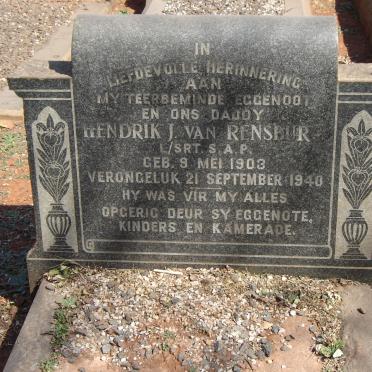 IN
LIEFDEVOLLE HERINNERING
AAN
MY TEERBEMINDE EGGENOOT
EN ONS DADDY
HENDRIK J. VAN RENSBUR
L/SRT. S.A.P.
GEB. 9 MEI 1903
VERONGELUK 21 SEPTEMBER 1940
HY WAS VIR MY ALLES
OPGERIG DEUR SY EGGENOTE,
KINDERS EN KAMERADE.